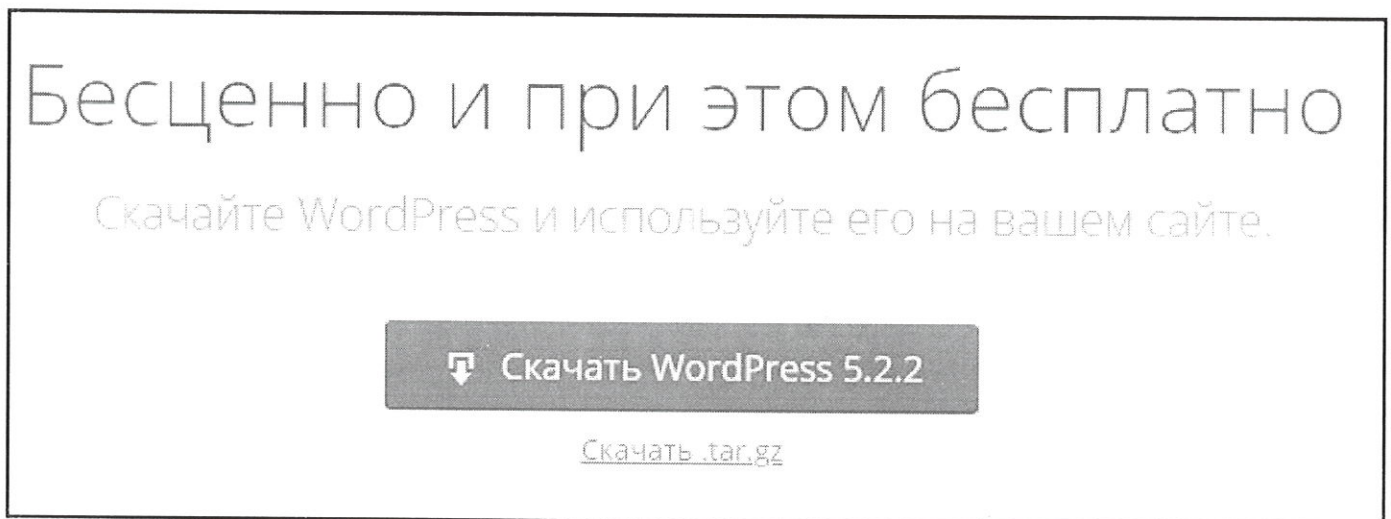 Бесценно и при этом бесплатно
Скачайте WordPress и используйте его на вашем сайте.
Скачать WordPress 5.2.2
Скачать .tar.gz